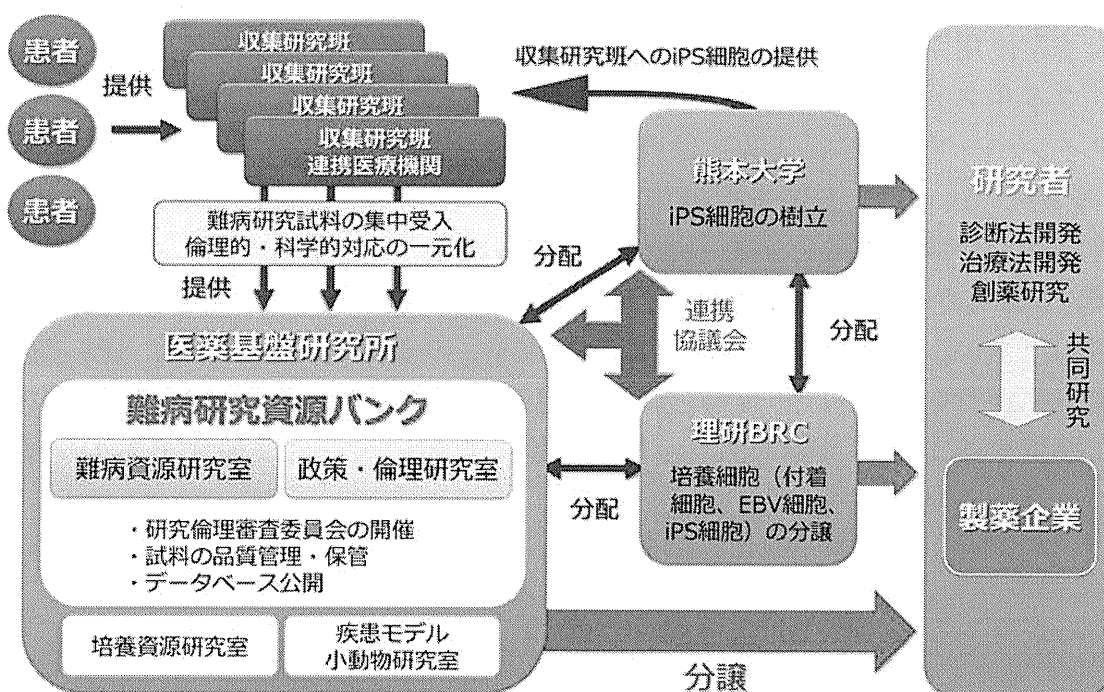 患者
患者
患者
提供
収集研究班
収集研究班
収集研究班
収集研究班
連携医療機関
収集研究班へのiPS細胞の提供
難病研究試料の集中受入
倫理的・科学的対応の一元化
提供
熊本大学
iPS細胞の樹立
分配
連携
協議会
分配
医薬基盤研究所
難病研究資源バンク
難病資源研究室
政策・倫理研究室
・研究倫理審査委員会の開催
・試料の品質管理・保管
・データベース公開
培養資源研究室
疾患モデル
小動物研究室
分配
理研BRC
培養細胞（付着
細胞、EBV細胞、
iPS細胞）の分譲
分譲
研究者
診断法開発
治療法開発
創薬研究
共同研究
製薬企業